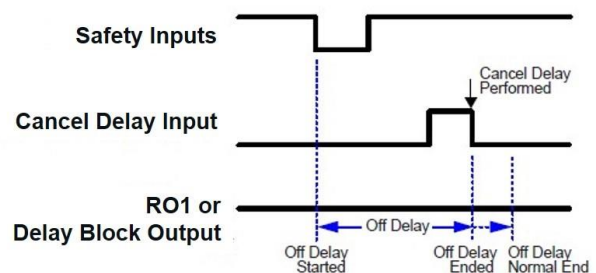 Safety Inputs
Cancel Delay
Performed
Cancel Delay Input
RO1 or
Delay Block Output
Off Delay
Off Delay
Started
Off Delay
Ended
Off Delay
Normal End